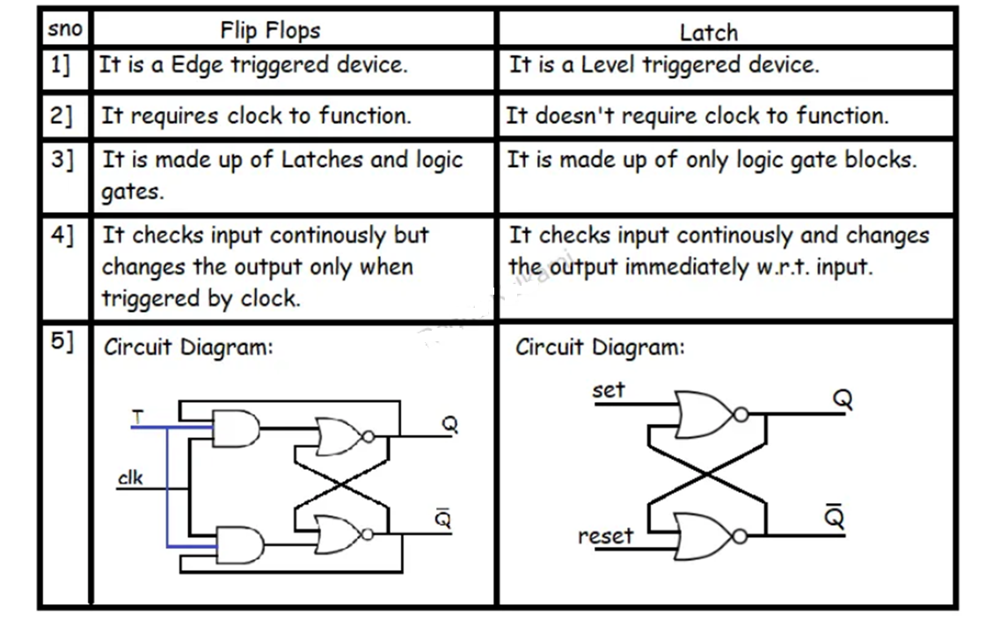 sno Flip Flops Latch
1] It is a Edge triggered device. It is a Level triggered device.
2] It requires clock to function. It doesn't require clock to function.
3] It is made up of Latches and logic It is made up of only logic gate blocks.
gates.
4] It checks input continously but It checks input continously and changes
changes the output only when the output immediately w.r.t. input.
triggered by clock.
5] Circuit Diagram: Circuit Diagram:
set Q
T Q
clk
Q̅ Q̅
reset